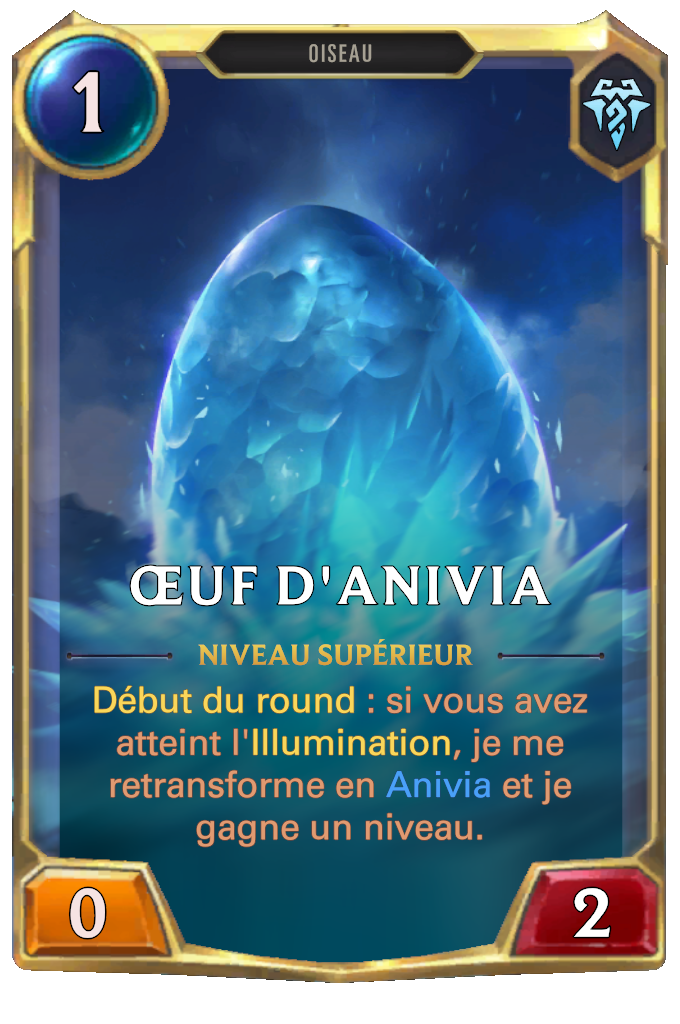 OISEAU
1
ŒUF D'ANIVIA
NIVEAU SUPÉRIEUR
Début du round : si vous avez
atteint l'Illumination, je me
retransforme en Anivia et je
gagne un niveau.
0
2